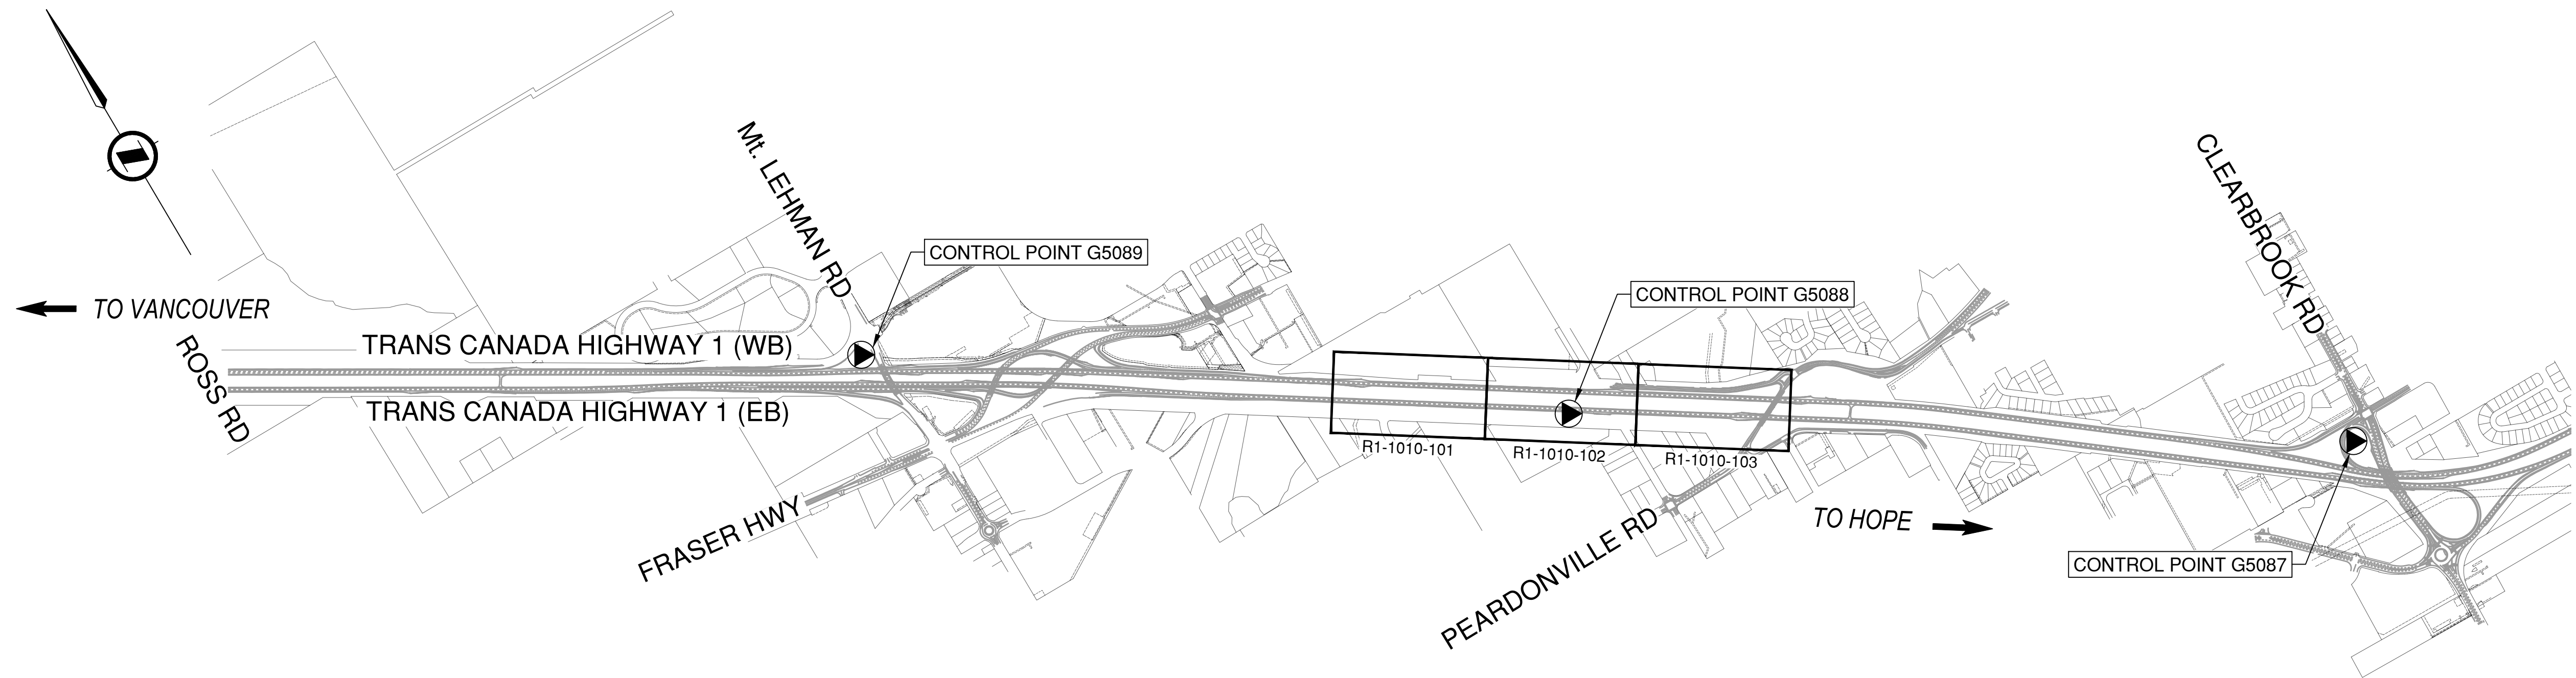 Mt. LEHMAN RD
CLEARBROOK RD
CONTROL POINT G5089
CONTROL POINT G5088
TO VANCOUVER
ROSS RD
TRANS CANADA HIGHWAY 1 (WB)
TRANS CANADA HIGHWAY 1 (EB)
R1-1010-101
R1-1010-102
R1-1010-103
FRASER HWY
PEARDONVILLE RD
TO HOPE
CONTROL POINT G5087